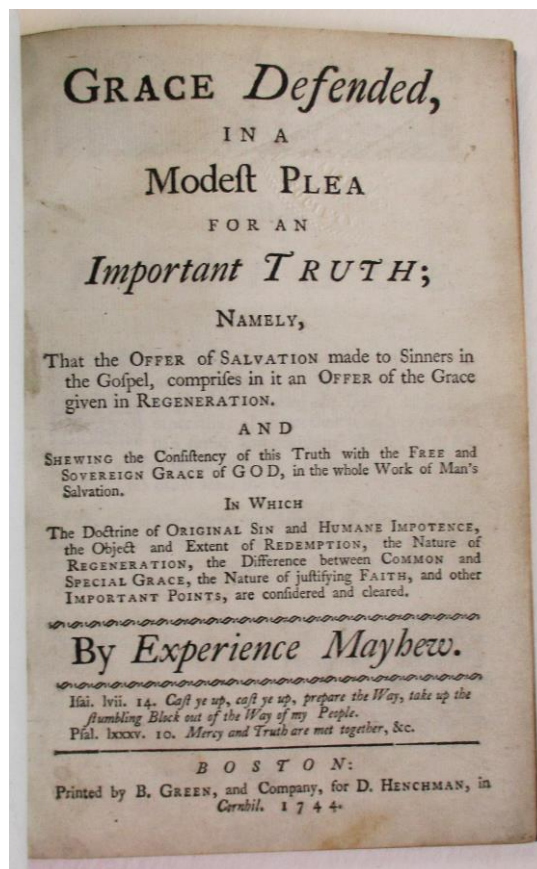 GRACE Defended,
IN A
Modeſt PLEA
FOR AN
Important TRUTH;
NAMELY,
That the OFFER of SALVATION made to Sinners in
the Goſpel, compriſes in it an OFFER of the Grace
given in REGENERATION.
AND
SHEWING the Conſiſtency of this Truth with the FREE and
SOVEREIGN GRACE of GOD, in the whole Work of Man's
Salvation.
IN WHICH
The Doctrine of ORIGINAL SIN and HUMANE IMPOTENCE,
the Object and Extent of REDEMPTION, the Nature of
REGENERATION, the Difference between COMMON and
SPECIAL GRACE, the Nature of juſtifying FAITH, and other
IMPORTANT POINTS, are conſidered and cleared.
By Experience Mayhew.
Iſai. lvii. 14. Caſt ye up, caſt ye up, prepare the Way, take up the
ſtumbling Block out of the Way of my People.
Pſal. lxxxv. 10. Mercy and Truth are met together, &c.
BOSTON:
Printed by B. GREEN, and Company, for D. HENCHMAN, in
Cornhil. 1744.